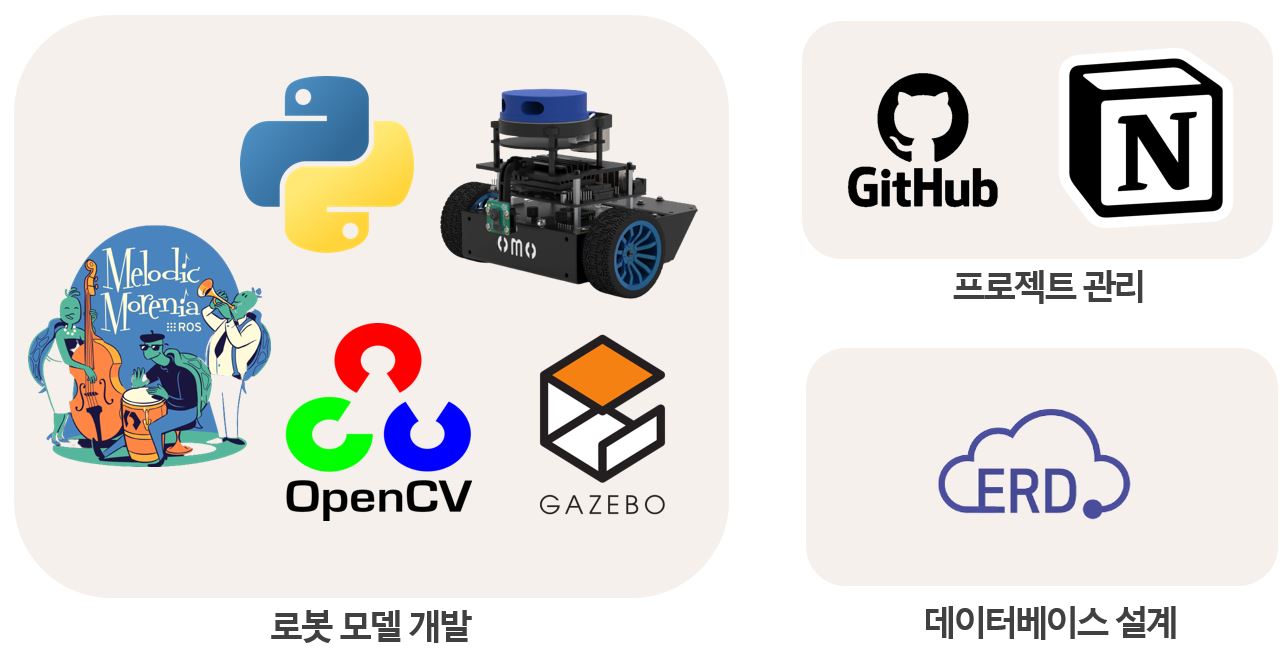 Melodic
Morenia
ROS
omo
OpenCV
GAZEBO
로봇 모델 개발
GitHub
N
프로젝트 관리
ERD
데이터베이스 설계